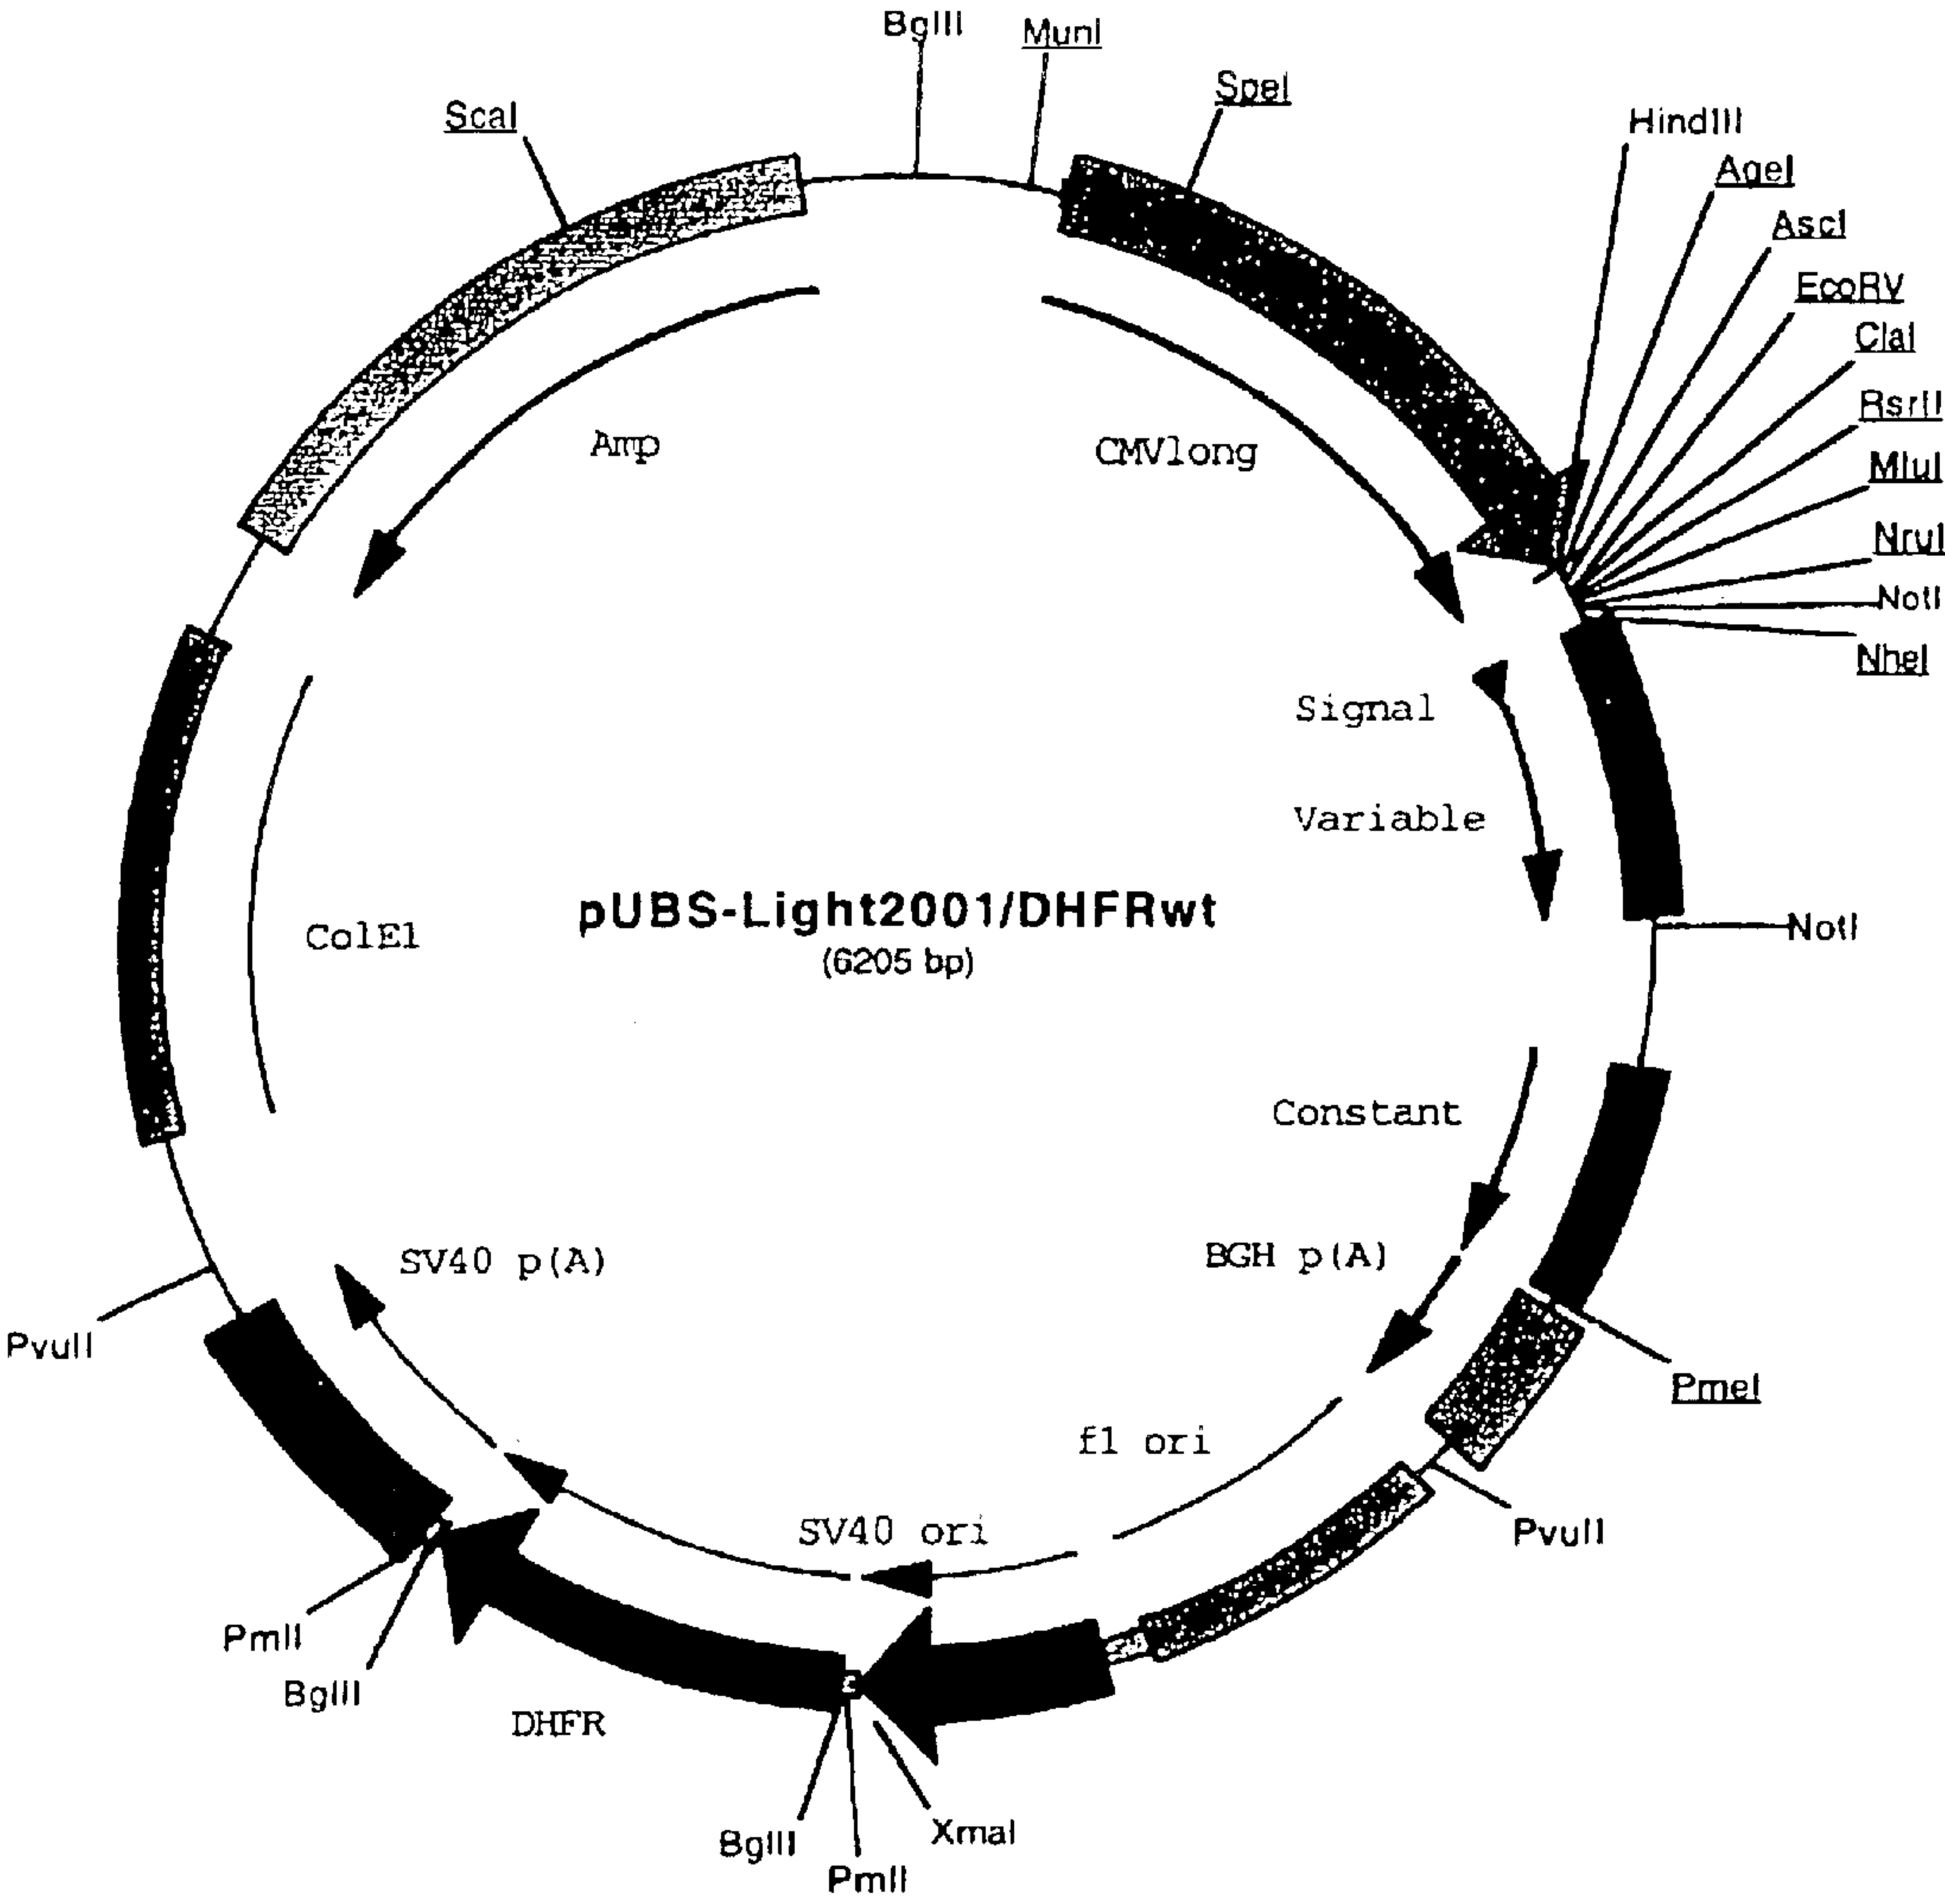 BglII
MunI
SpeI
ScaI
HindIII
AgeI
AscI
EcoRV
ClaI
RsrII
MluI
NruI
NotI
NheI
Amp
CMVlong
Signal
Variable
pUBS-Light2001/DHFRwt
(6205 bp)
ColE1
NotI
Constant
SV40 p(A)
BGH p(A)
PvuII
PmeI
f1 ori
SV40 ori
PvuII
PmlI
BglII
DHFR
BglII
XmaI
PmlI